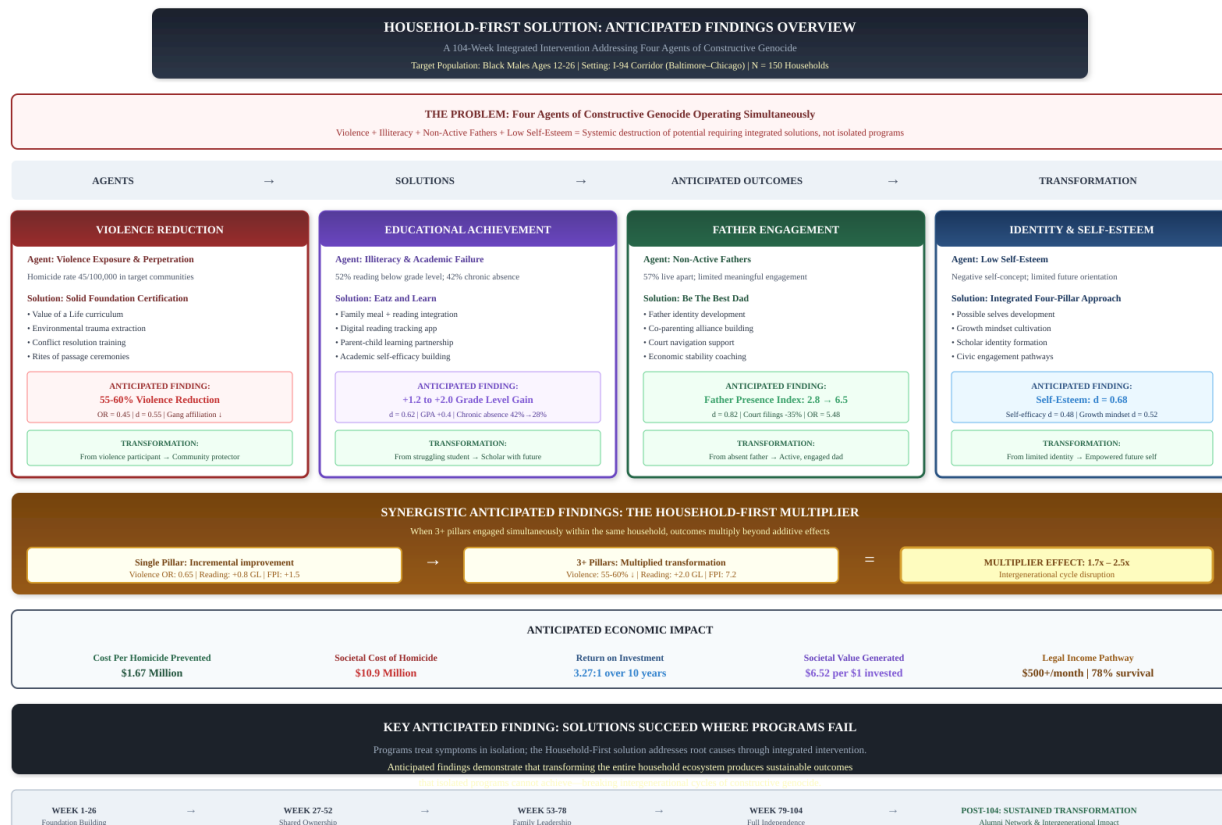 HOUSEHOLD-FIRST SOLUTION: ANTICIPATED FINDINGS OVERVIEW
A 104-Week Integrated Intervention Addressing Four Agents of Constructive Genocide
Target Population: Black Males Ages 12-26 | Setting: I-94 Corridor (Baltimore–Chicago) | N = 150 Households
THE PROBLEM: Four Agents of Constructive Genocide Operating Simultaneously
Violence + Illiteracy + Non-Active Fathers + Low Self-Esteem = Systemic destruction of potential requiring integrated solutions, not isolated programs
AGENTS → SOLUTIONS → ANTICIPATED OUTCOMES → TRANSFORMATION
VIOLENCE REDUCTION
Agent: Violence Exposure & Perpetration
Homicide rate 45/100,000 in target communities
Solution: Solid Foundation Certification
• Value of a Life curriculum
• Environmental trauma extraction
• Conflict resolution training
• Rites of passage ceremonies
ANTICIPATED FINDING:
55-60% Violence Reduction
OR = 0.45 | d = 0.55 | Gang affiliation ↓
TRANSFORMATION:
From violence participant → Community protector
EDUCATIONAL ACHIEVEMENT
Agent: Illiteracy & Academic Failure
52% reading below grade level; 42% chronic absence
Solution: Eatz and Learn
• Family meal + reading integration
• Digital reading tracking app
• Parent-child learning partnership
• Academic self-efficacy building
ANTICIPATED FINDING:
+1.2 to +2.0 Grade Level Gain
d = 0.62 | GPA +0.4 | Chronic absence 42%→28%
TRANSFORMATION:
From struggling student → Scholar with future
FATHER ENGAGEMENT
Agent: Non-Active Fathers
57% live apart; limited meaningful engagement
Solution: Be The Best Dad
• Father identity development
• Co-parenting alliance building
• Court navigation support
• Economic stability coaching
ANTICIPATED FINDING:
Father Presence Index: 2.8 → 6.5
d = 0.82 | Court filings -35% | OR = 5.48
TRANSFORMATION:
From absent father → Active, engaged dad
IDENTITY & SELF-ESTEEM
Agent: Low Self-Esteem
Negative self-concept; limited future orientation
Solution: Integrated Four-Pillar Approach
• Possible selves development
• Growth mindset cultivation
• Scholar identity formation
• Civic engagement pathways
ANTICIPATED FINDING:
Self-Esteem: d = 0.68
Self-efficacy d = 0.48 | Growth mindset d = 0.52
TRANSFORMATION:
From limited identity → Empowered future self
SYNERGISTIC ANTICIPATED FINDINGS: THE HOUSEHOLD-FIRST MULTIPLIER
When 3+ pillars engaged simultaneously within the same household, outcomes multiply beyond additive effects
Single Pillar: Incremental improvement
Violence OR: 0.65 | Reading: +0.8 GL | FPI: +1.5
→
3+ Pillars: Multiplied transformation
Violence: 55-60% ↓ | Reading: +2.0 GL | FPI: 7.2
=
MULTIPLIER EFFECT: 1.7x – 2.5x
Intergenerational cycle disruption
ANTICIPATED ECONOMIC IMPACT
Cost Per Homicide Prevented
$1.67 Million
Societal Cost of Homicide
$10.9 Million
Return on Investment
3.27:1 over 10 years
Societal Value Generated
$6.52 per $1 invested
Legal Income Pathway
$500+/month | 78% survival
KEY ANTICIPATED FINDING: SOLUTIONS SUCCEED WHERE PROGRAMS FAIL
Programs treat symptoms in isolation; the Household-First solution addresses root causes through integrated intervention.
Anticipated findings demonstrate that transforming the entire household ecosystem produces sustainable outcomes
WEEK 1-26 → WEEK 27-52 → WEEK 53-78 → WEEK 79-104 → POST-104: SUSTAINED TRANSFORMATION
Foundation Building Shared Ownership Family Leadership Full Independence Alumni Network & Intergenerational Impact